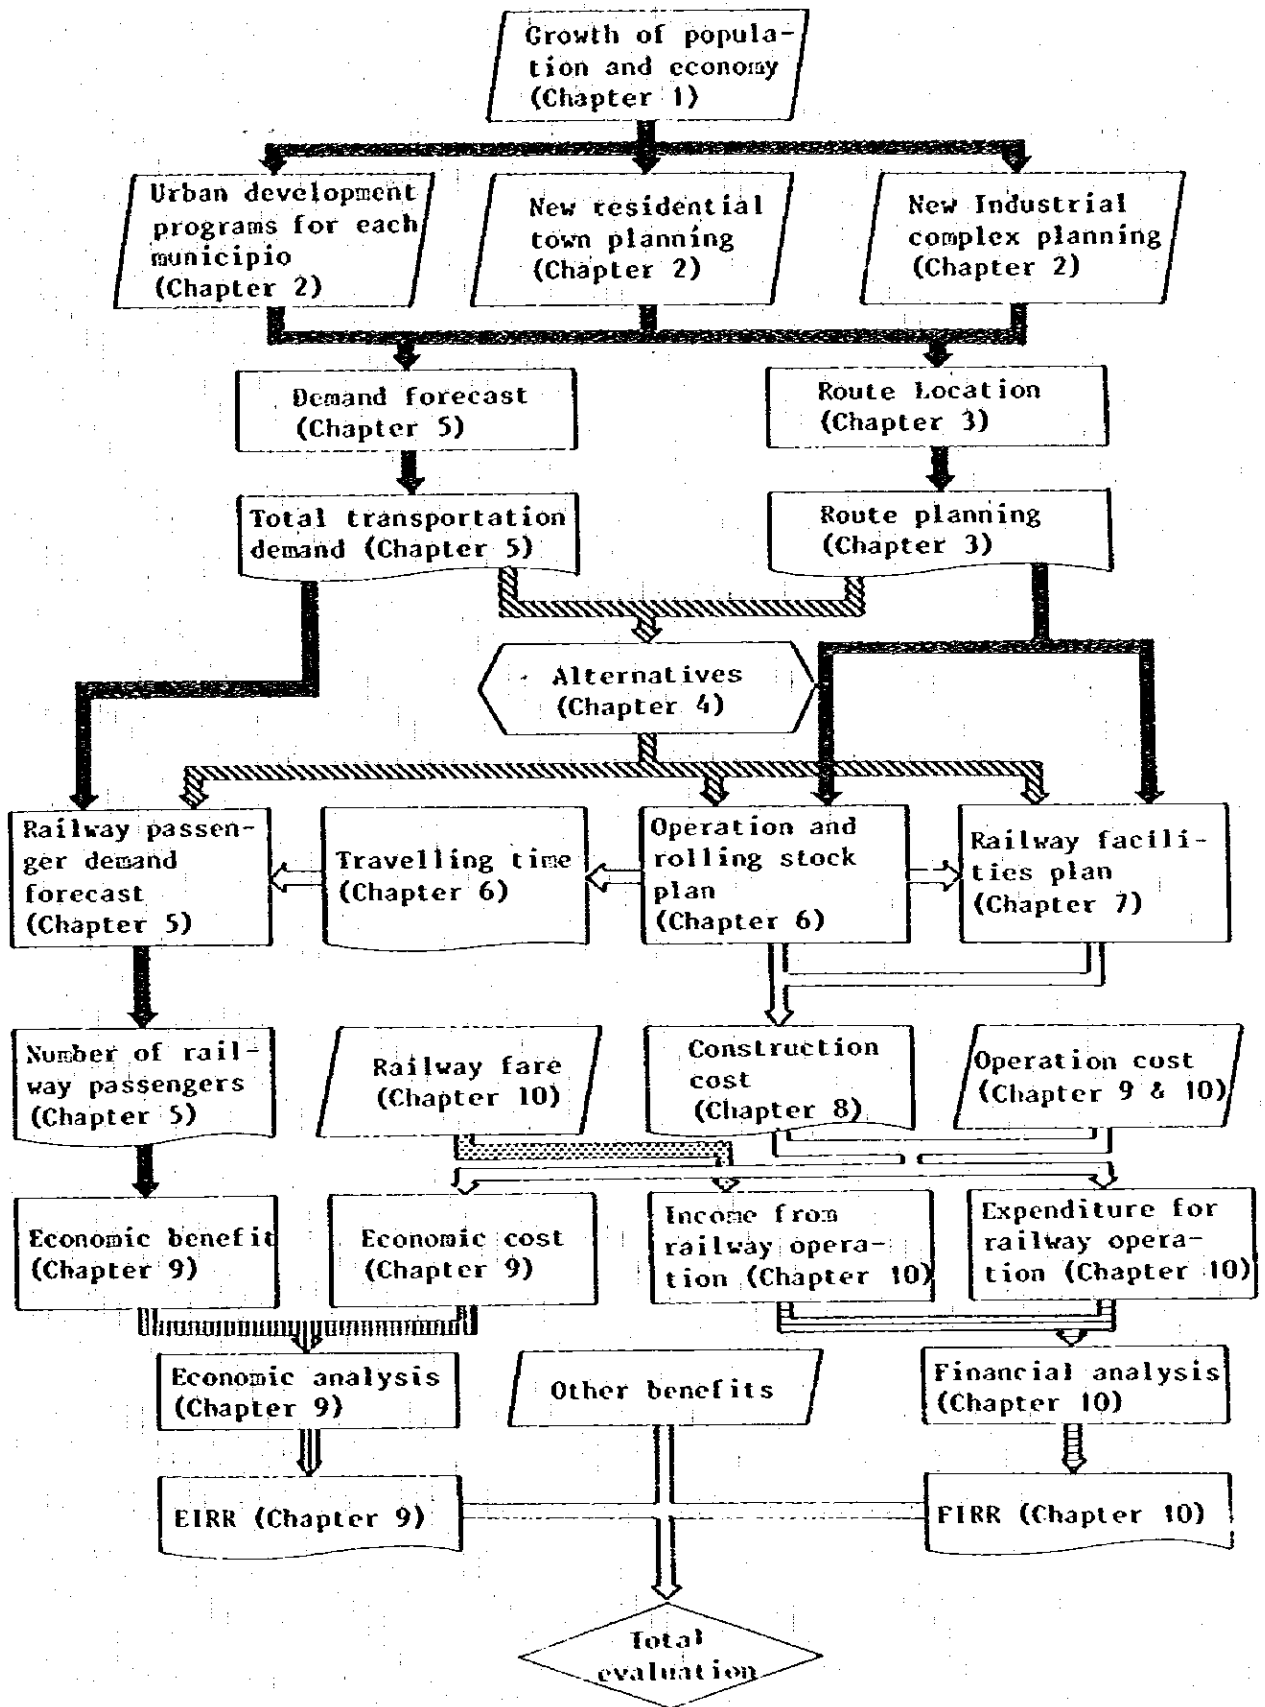 Growth of popula-
tion and economy
(Chapter 1)
Urban development
programs for each
municipio
(Chapter 2)
New residential
town planning
(Chapter 2)
New Industrial
complex planning
(Chapter 2)
Demand forecast
(Chapter 5)
Route Location
(Chapter 3)
Total transportation
demand (Chapter 5)
Route planning
(Chapter 3)
Alternatives
(Chapter 4)
Railway passen-
ger demand
forecast
(Chapter 5)
Travelling time
(Chapter 6)
Operation and
rolling stock
plan
(Chapter 6)
Railway facili-
ties plan
(Chapter 7)
Number of rail-
way passengers
(Chapter 5)
Railway fare
(Chapter 10)
Construction
cost
(Chapter 8)
Operation cost
(Chapter 9 & 10)
Economic benefit
(Chapter 9)
Economic cost
(Chapter 9)
Income from
railway opera-
tion (Chapter 10)
Expenditure for
railway opera-
tion (Chapter 10)
Economic analysis
(Chapter 9)
Other benefits
Financial analysis
(Chapter 10)
EIRR (Chapter 9)
FIRR (Chapter 10)
Total
evaluation